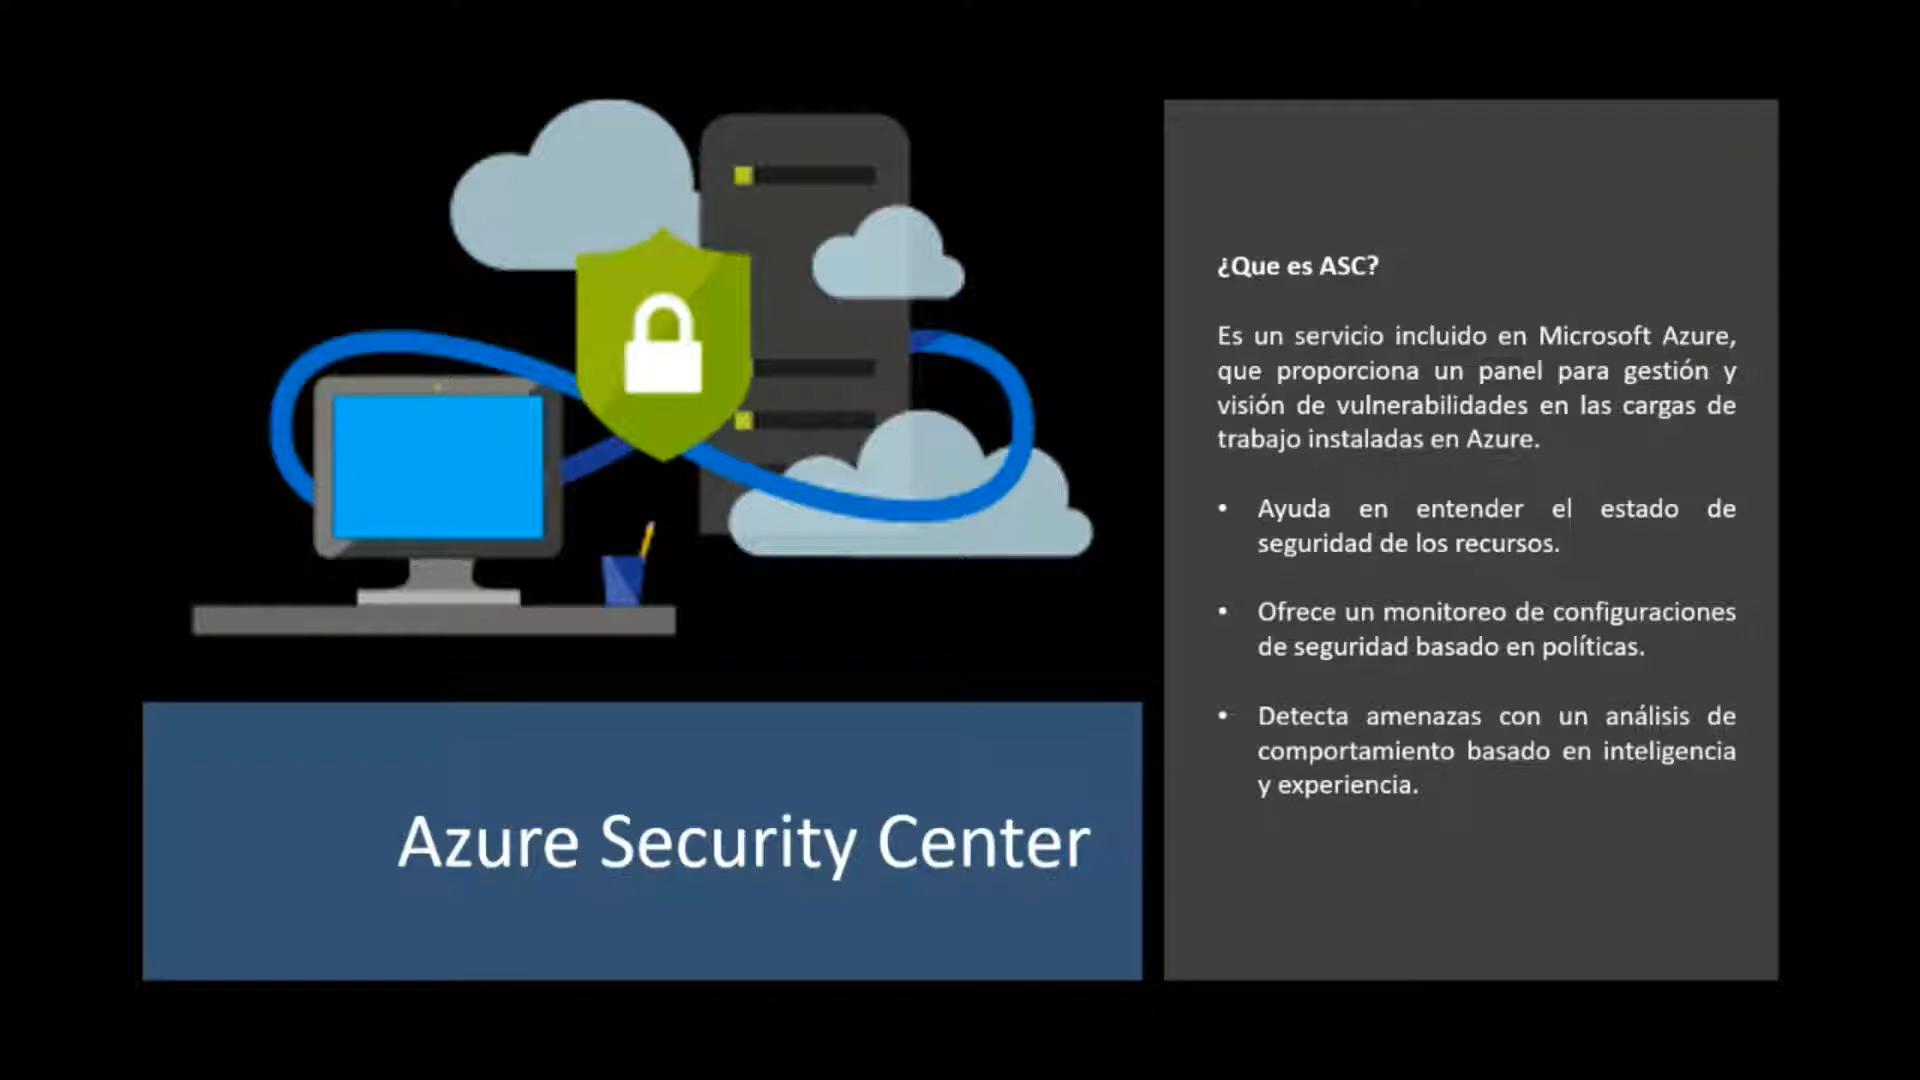 ¿Que es ASC?
Es un servicio incluido en Microsoft Azure,
que proporciona un panel para gestión y
visión de vulnerabilidades en las cargas de
trabajo instaladas en Azure.
• Ayuda en entender el estado de
seguridad de los recursos.
• Ofrece un monitoreo de configuraciones
de seguridad basado en políticas.
• Detecta amenazas con un análisis de
comportamiento basado en inteligencia
y experiencia.
Azure Security Center